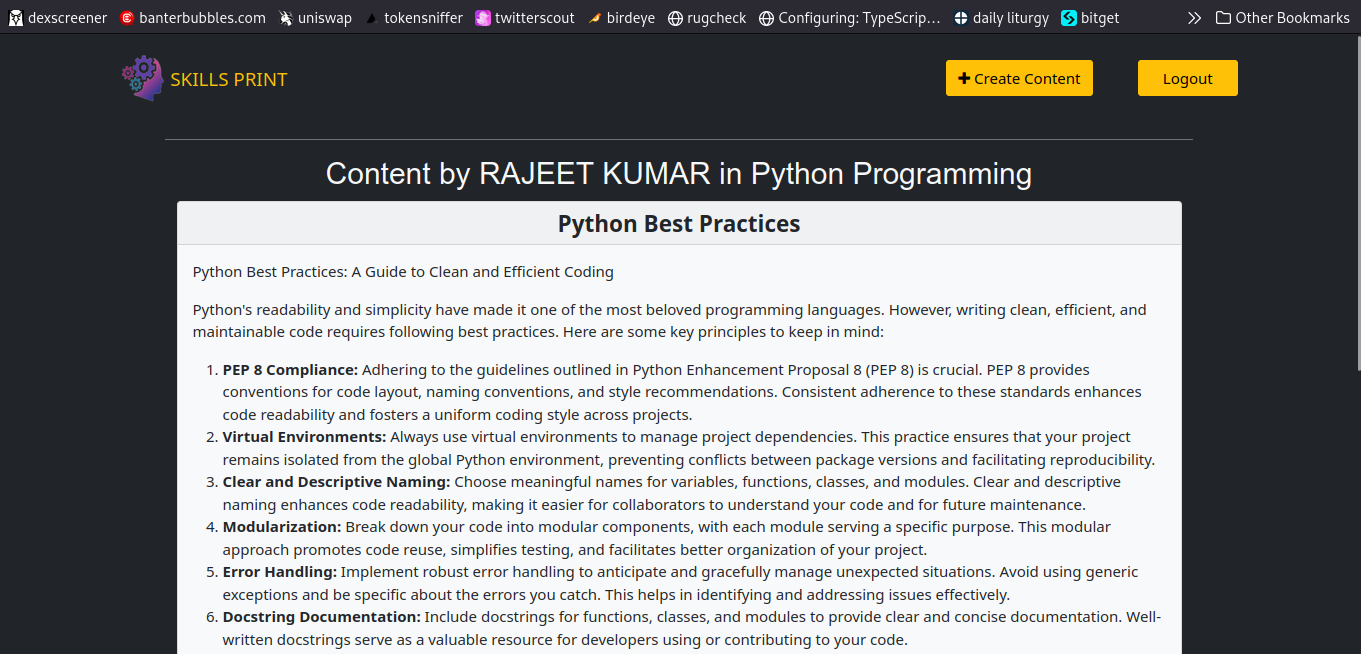 dexscreener banterbubbles.com uniswap tokensniffer twitterscout birdeye rugcheck Configuring: TypeScrip… daily liturgy bitget Other Bookmarks
SKILLS PRINT Create Content Logout
Content by RAJEET KUMAR in Python Programming
Python Best Practices
Python Best Practices: A Guide to Clean and Efficient Coding
Python's readability and simplicity have made it one of the most beloved programming languages. However, writing clean, efficient, and
maintainable code requires following best practices. Here are some key principles to keep in mind:
1. PEP 8 Compliance: Adhering to the guidelines outlined in Python Enhancement Proposal 8 (PEP 8) is crucial. PEP 8 provides
conventions for code layout, naming conventions, and style recommendations. Consistent adherence to these standards enhances
code readability and fosters a uniform coding style across projects.
2. Virtual Environments: Always use virtual environments to manage project dependencies. This practice ensures that your project
remains isolated from the global Python environment, preventing conflicts between package versions and facilitating reproducibility.
3. Clear and Descriptive Naming: Choose meaningful names for variables, functions, classes, and modules. Clear and descriptive
naming enhances code readability, making it easier for collaborators to understand your code and for future maintenance.
4. Modularization: Break down your code into modular components, with each module serving a specific purpose. This modular
approach promotes code reuse, simplifies testing, and facilitates better organization of your project.
5. Error Handling: Implement robust error handling to anticipate and gracefully manage unexpected situations. Avoid using generic
exceptions and be specific about the errors you catch. This helps in identifying and addressing issues effectively.
6. Docstring Documentation: Include docstrings for functions, classes, and modules to provide clear and concise documentation. Well-
written docstrings serve as a valuable resource for developers using or contributing to your code.